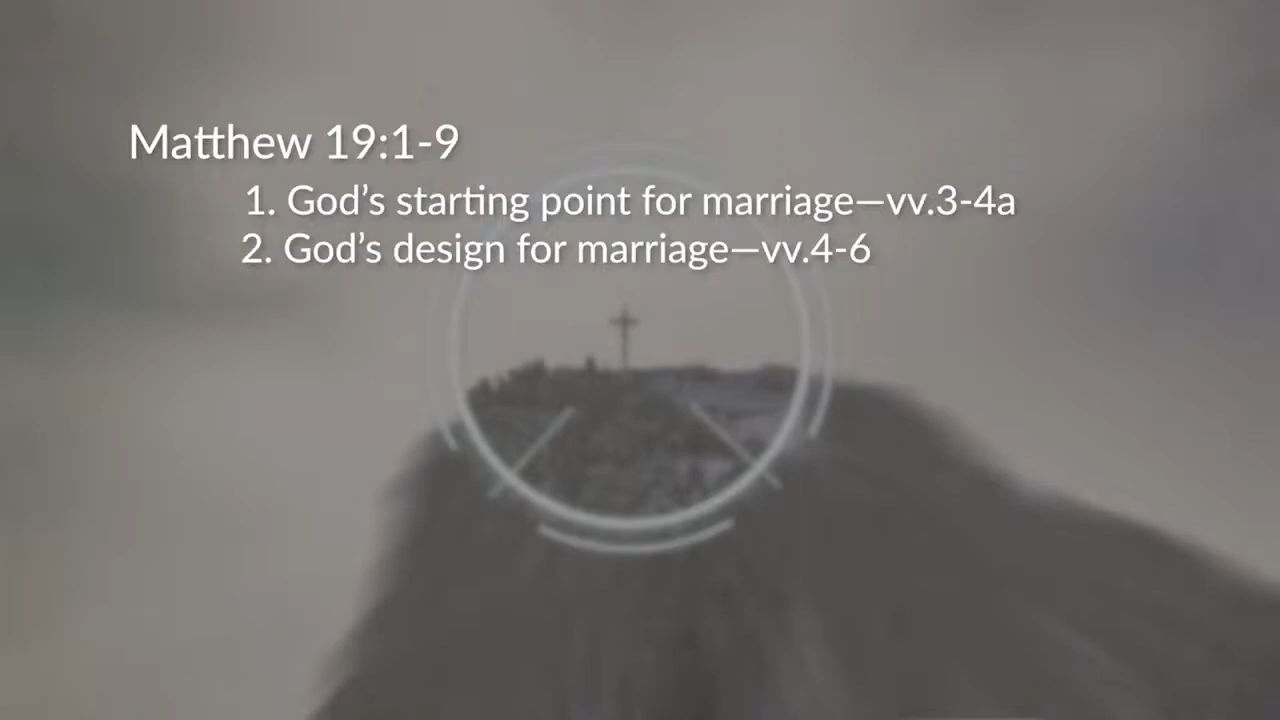 Matthew 19:1-9
1. God’s starting point for marriage—vv.3-4a
2. God’s design for marriage—vv.4-6